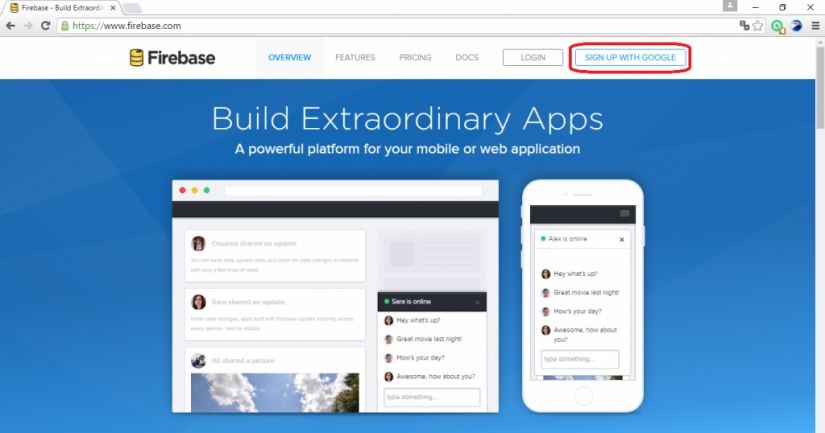 Firebase - Build Extraordin
https://www.firebase.com
Firebase
OVERVIEW
FEATURES
PRICING
DOCS
LOGIN
SIGN UP WITH GOOGLE
Build Extraordinary Apps
A powerful platform for your mobile or web application
Ossama shared an update
You can save data, update data, and listen for data changes in realtime
with only a few lines of code.
Sara shared an update
When data changes, apps built with Firebase update instantly across
every device - web or mobile.
Ali shared a picture
Sara is online
Hey what's up?
Great movie last night!
How's your day?
Awesome, how about you?
type something...
Alex is online
Hey what's up?
Great movie last night!
How's your day?
Awesome, how about
you?
type something...